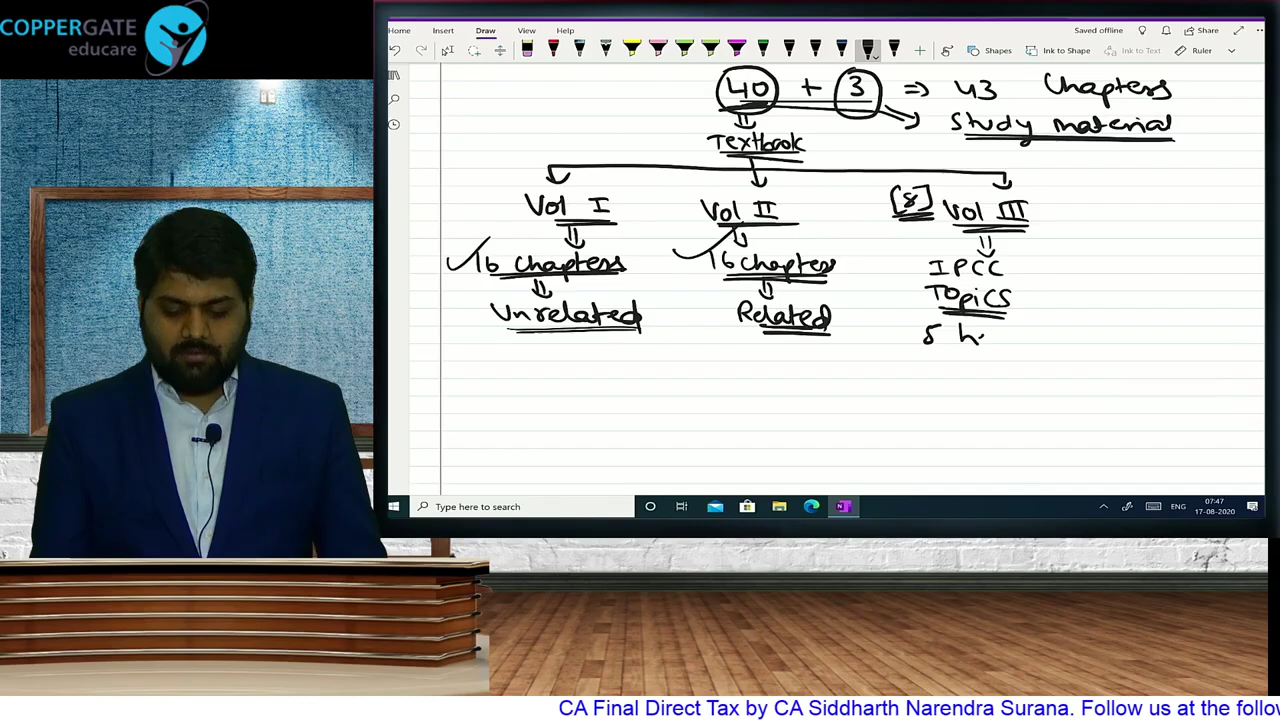 COPPERGATE
educare
Home Insert Draw View Help
Saved offline
Share
Shapes
Ink to Shape
Ink to Text
Ruler
40 + 3 ⇒ 43 Chapters
Study material
Textbook
Vol I Vol II [8] Vol III
16 Chapters 16 Chapters IPCC
Topics
Unrelated Related
5 h
Type here to search
ENG
07:47
17-08-2020
CA Final Direct Tax by CA Siddharth Narendra Surana. Follow us at the follo